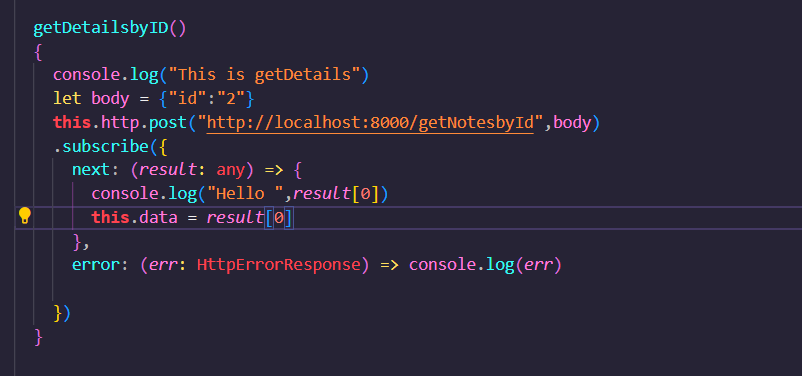 getDetailsbyID()
{
console.log("This is getDetails")
let body = {"id":"2"}
this.http.post("http://localhost:8000/getNotesbyId",body)
.subscribe({
next: (result: any) => {
console.log("Hello ",result[0])
this.data = result[0]
},
error: (err: HttpErrorResponse) => console.log(err)
})
}